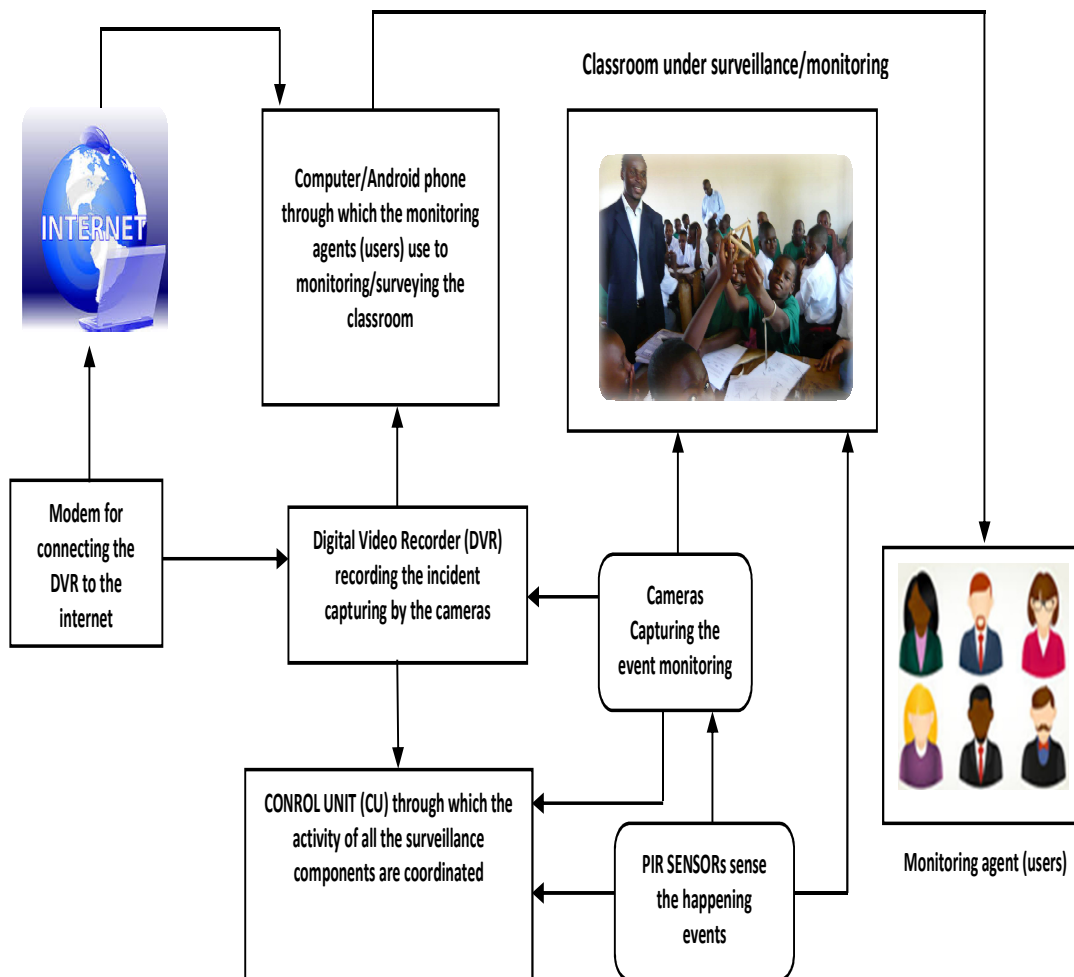 Classroom under surveillance/monitoring
INTERNET
Computer/Android phone
through which the monitoring
agents (users) use to
monitoring/surveying the
classroom
Modem for
connecting the
DVR to the
internet
Digital Video Recorder (DVR)
recording the incident
capturing by the cameras
Cameras
Capturing the
event monitoring
CONROL UNIT (CU) through which the
activity of all the surveillance
components are coordinated
PIR SENSORs sense
the happening
events
Monitoring agent (users)